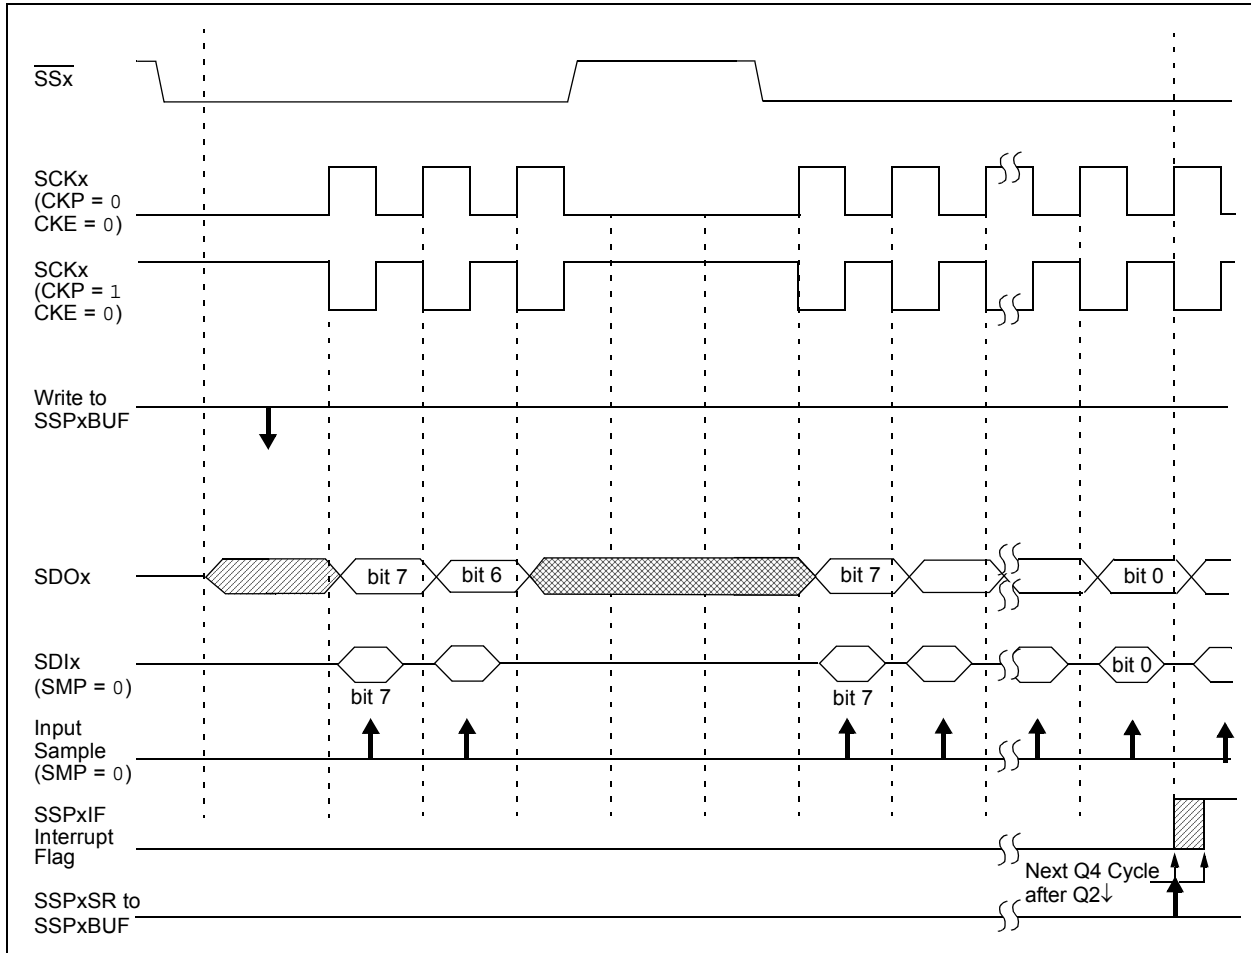 SSx
SCKx
(CKP = 0
CKE = 0)
SCKx
(CKP = 1
CKE = 0)
Write to
SSPxBUF
SDOx
bit 7
bit 6
bit 7
bit 0
SDIx
(SMP = 0)
bit 7
bit 7
bit 0
Input
Sample
(SMP = 0)
SSPxIF
Interrupt
Flag
Next Q4 Cycle
after Q2↓
SSPxSR to
SSPxBUF